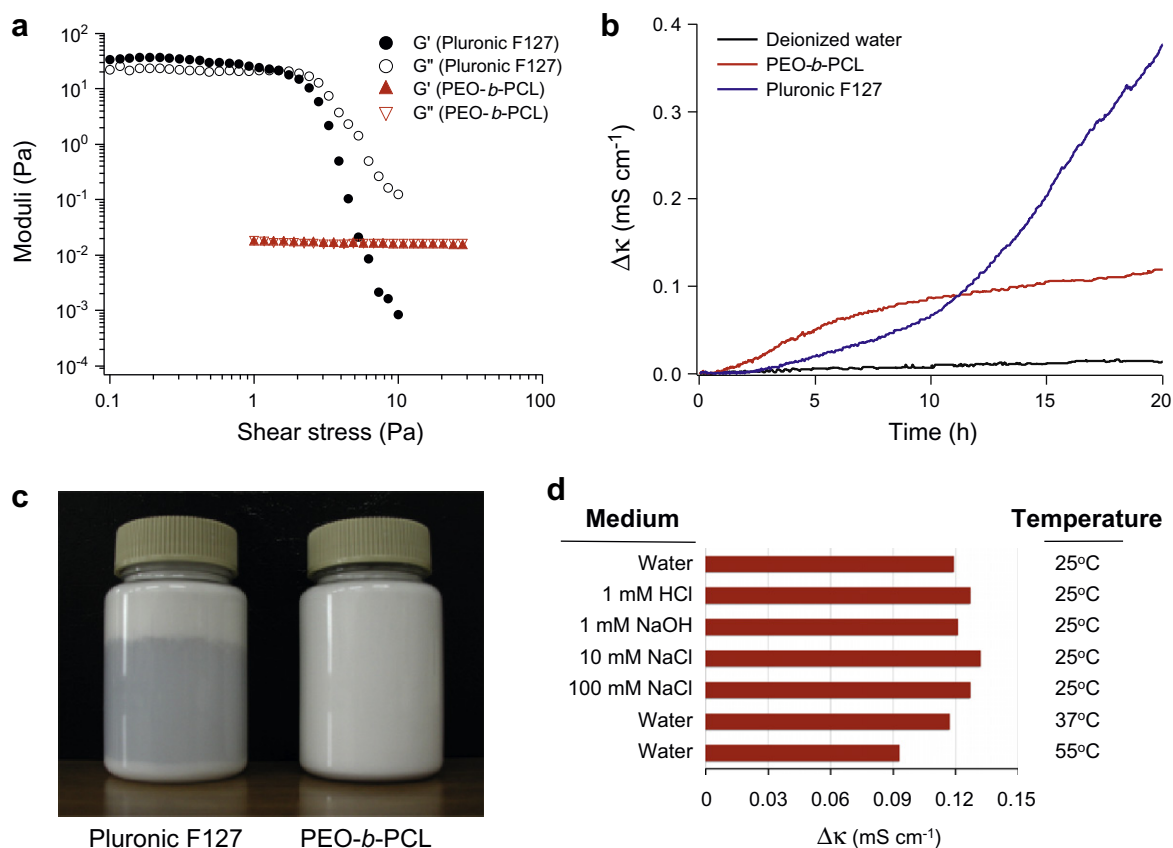 a
10²
10¹
10⁰
10⁻¹
10⁻²
10⁻³
10⁻⁴
Moduli (Pa)
G' (Pluronic F127)
G" (Pluronic F127)
G' (PEO-b-PCL)
G" (PEO-b-PCL)
0.1
1
10
100
Shear stress (Pa)
b
0.4
0.3
0.2
0.1
0.0
Δκ (mS cm⁻¹)
Deionized water
PEO-b-PCL
Pluronic F127
0
5
10
15
20
Time (h)
c
Pluronic F127
PEO-b-PCL
d
Medium
Temperature
Water 25°C
1 mM HCl 25°C
1 mM NaOH 25°C
10 mM NaCl 25°C
100 mM NaCl 25°C
Water 37°C
Water 55°C
0 0.03 0.06 0.09 0.12 0.15
Δκ (mS cm⁻¹)